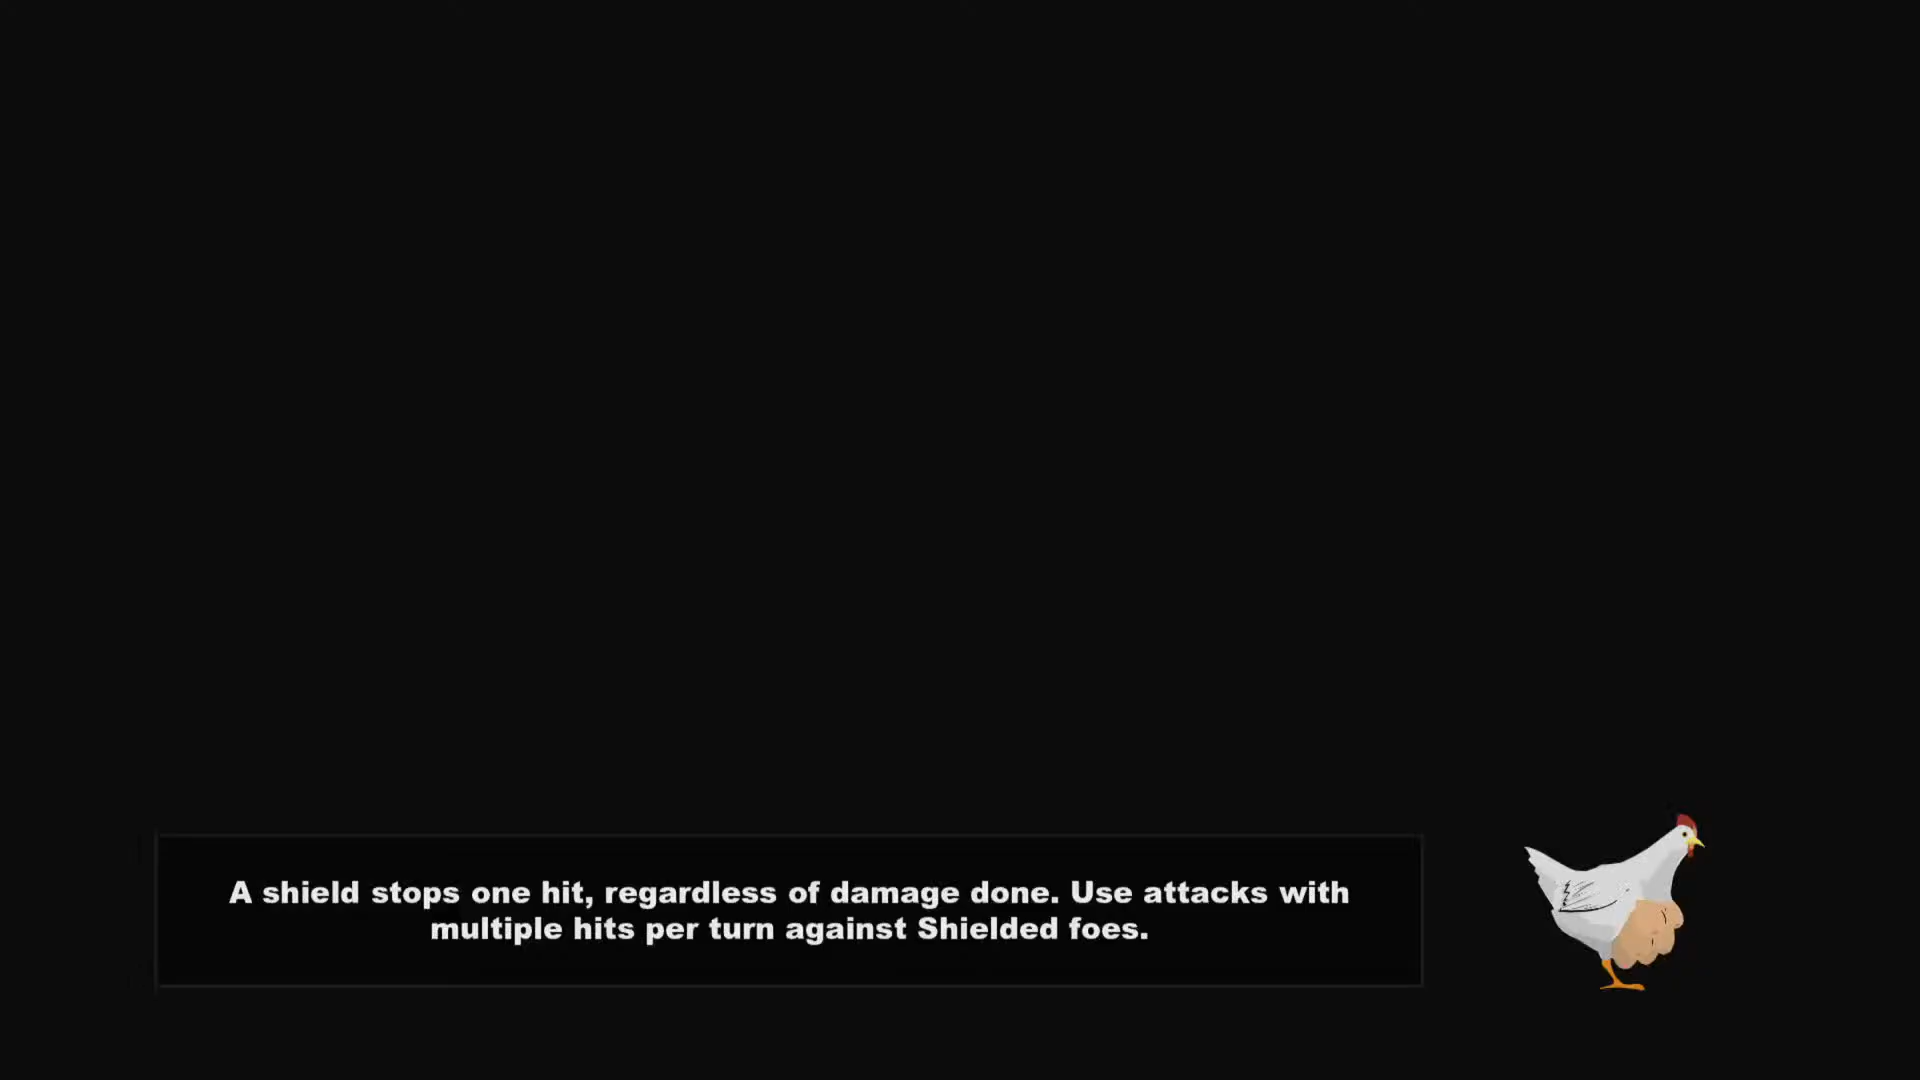 A shield stops one hit, regardless of damage done. Use attacks with
multiple hits per turn against Shielded foes.